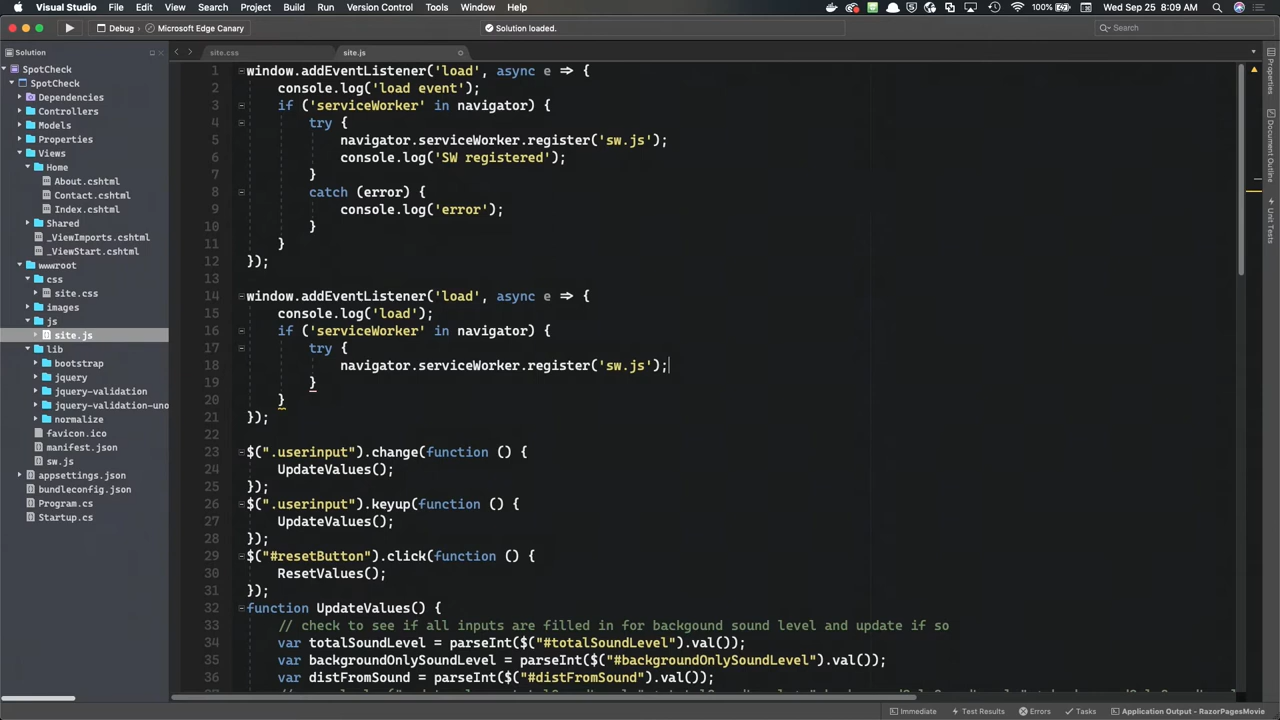 Visual Studio File Edit View Search Project Build Run Version Control Tools Window Help 100% Wed Sep 25 8:09 AM
Debug Microsoft Edge Canary Solution loaded. Search
Solution
SpotCheck
SpotCheck
Dependencies
Controllers
Models
Properties
Views
Home
About.cshtml
Contact.cshtml
Index.cshtml
Shared
_ViewImports.cshtml
_ViewStart.cshtml
wwwroot
css
site.css
images
js
site.js
lib
bootstrap
jquery
jquery-validation
jquery-validation-uno
normalize
favicon.ico
manifest.json
sw.js
appsettings.json
bundleconfig.json
Program.cs
Startup.cs
site.css site.js
1 window.addEventListener('load', async e => {
2 console.log('load event');
3 if ('serviceWorker' in navigator) {
4 try {
5 navigator.serviceWorker.register('sw.js');
6 console.log('SW registered');
7 }
8 catch (error) {
9 console.log('error');
10 }
11 }
12 });
13
14 window.addEventListener('load', async e => {
15 console.log('load');
16 if ('serviceWorker' in navigator) {
17 try {
18 navigator.serviceWorker.register('sw.js');
19 }
20 }
21 });
22
23 $(".userinput").change(function () {
24 UpdateValues();
25 });
26 $(".userinput").keyup(function () {
27 UpdateValues();
28 });
29 $("#resetButton").click(function () {
30 ResetValues();
31 });
32 function UpdateValues() {
33 // check to see if all inputs are filled in for backgound sound level and update if so
34 var totalSoundLevel = parseInt($("#totalSoundLevel").val());
35 var backgroundOnlySoundLevel = parseInt($("#backgroundOnlySoundLevel").val());
36 var distFromSound = parseInt($("#distFromSound").val());
Properties
Document Outline
Unit Tests
Immediate Test Results Errors Tasks Application Output - RazorPagesMovie